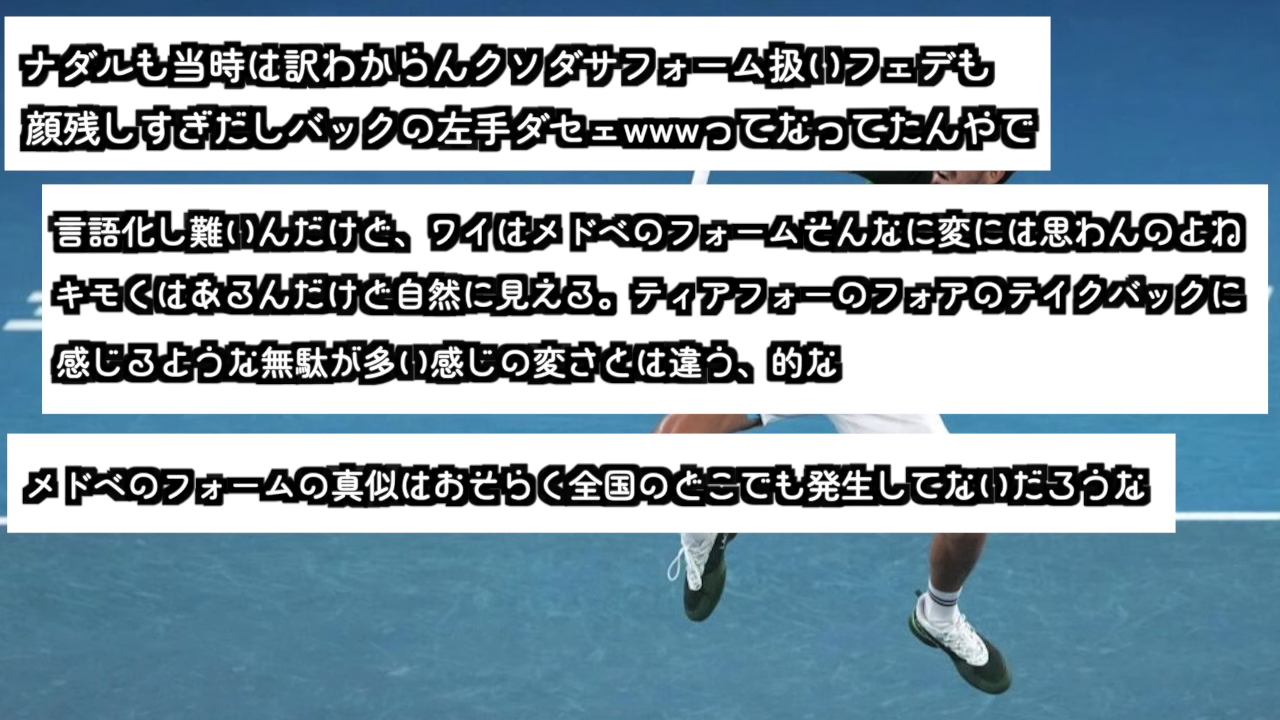 ナダルも当時は訳わからんクソダサフォーム扱いフェデも
顔残しすぎだしバックの左手ダセェwwwってなってたんやで
言語化し難いんだけど、ワイはメドベのフォームそんなに変には思わんのよね
キモくはあるんだけど自然に見える。ティアフォーのフォアのテイクバックに
感じるような無駄が多い感じの変さとは違う、的な
メドベのフォームの真似はおそらく全国のどこでも発生してないだろうな